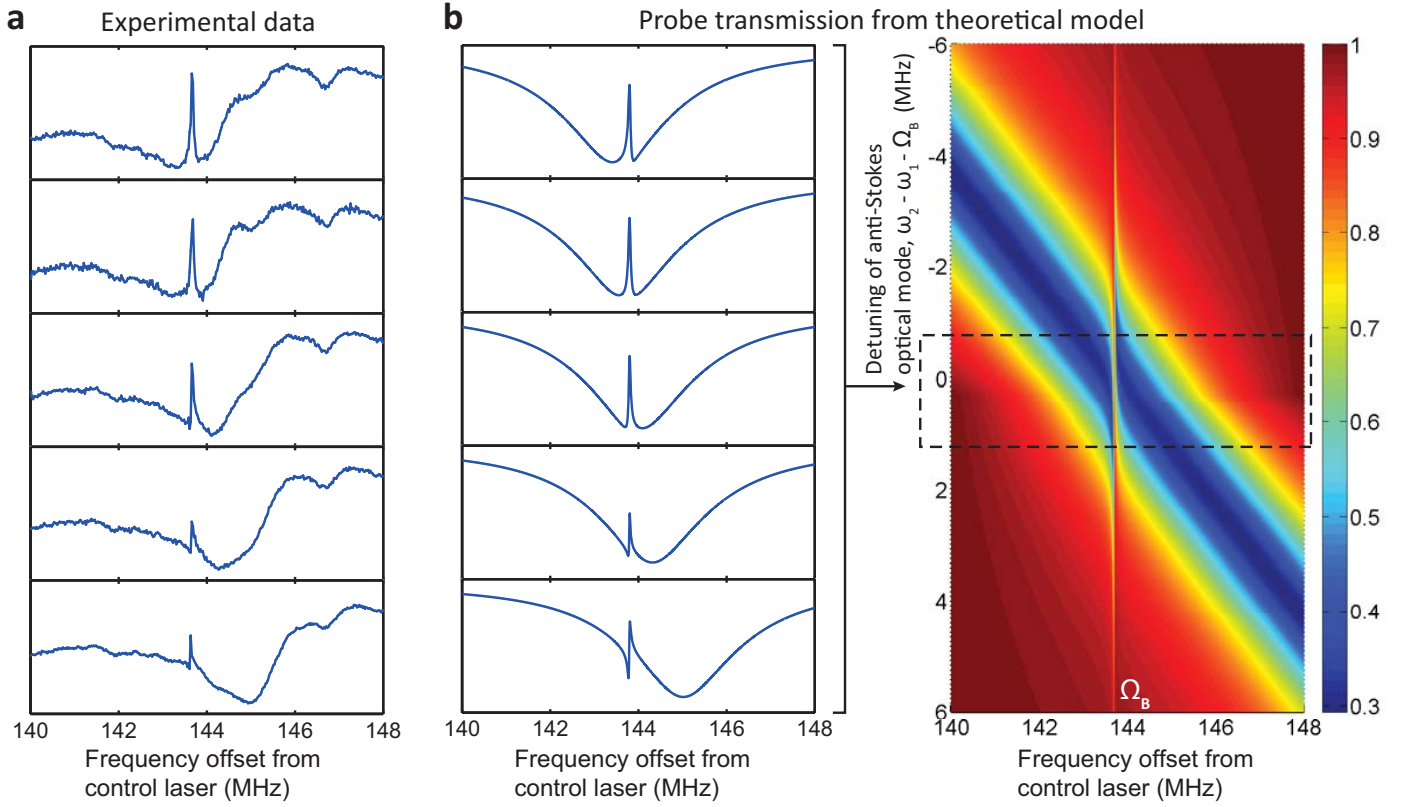 a
Experimental data
b
Probe transmission from theoretical model
140 142 144 146 148
Frequency offset from
control laser (MHz)
140 142 144 146 148
Frequency offset from
control laser (MHz)
Detuning of anti-Stokes
optical mode, ω₂ - ω₁ - Ω_B (MHz)
-6
-4
-2
0
2
4
6
Ω_B
140 142 144 146 148
Frequency offset from
control laser (MHz)
1
0.9
0.8
0.7
0.6
0.5
0.4
0.3